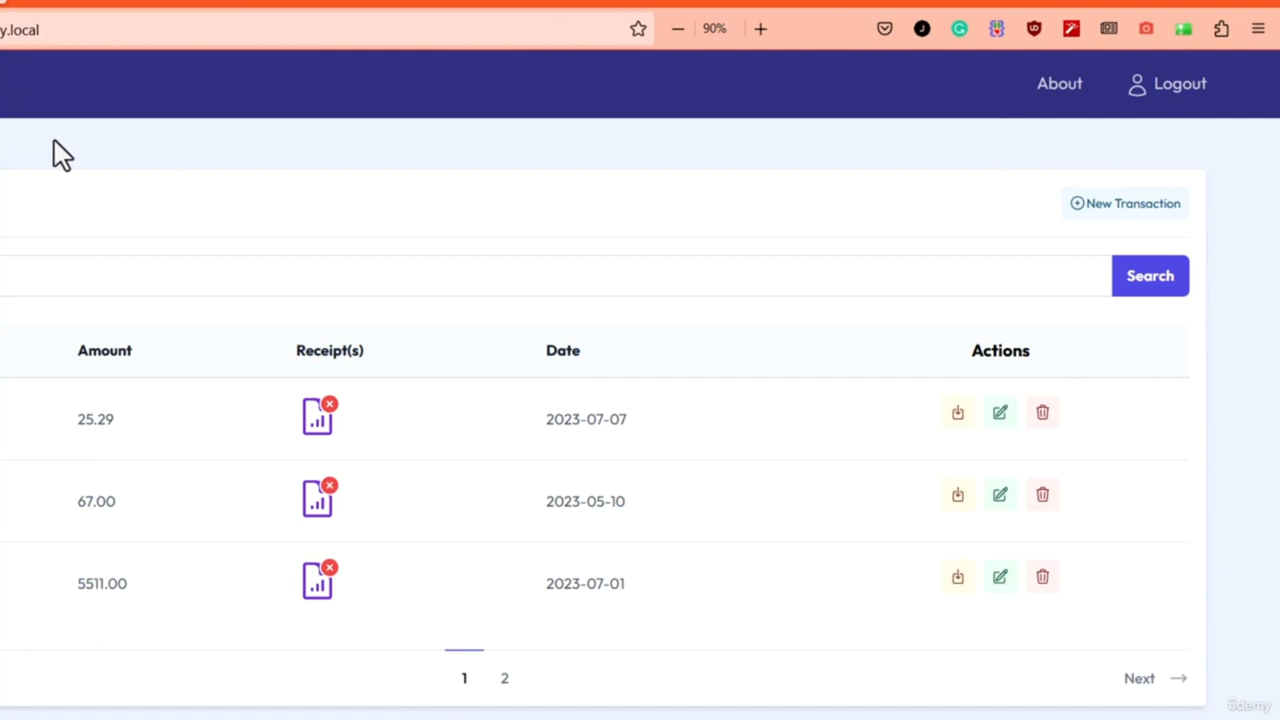 y.local
90%
About
Logout
New Transaction
Search
Amount Receipt(s) Date Actions
25.29 2023-07-07
67.00 2023-05-10
5511.00 2023-07-01
1 2 Next →
ûdemy